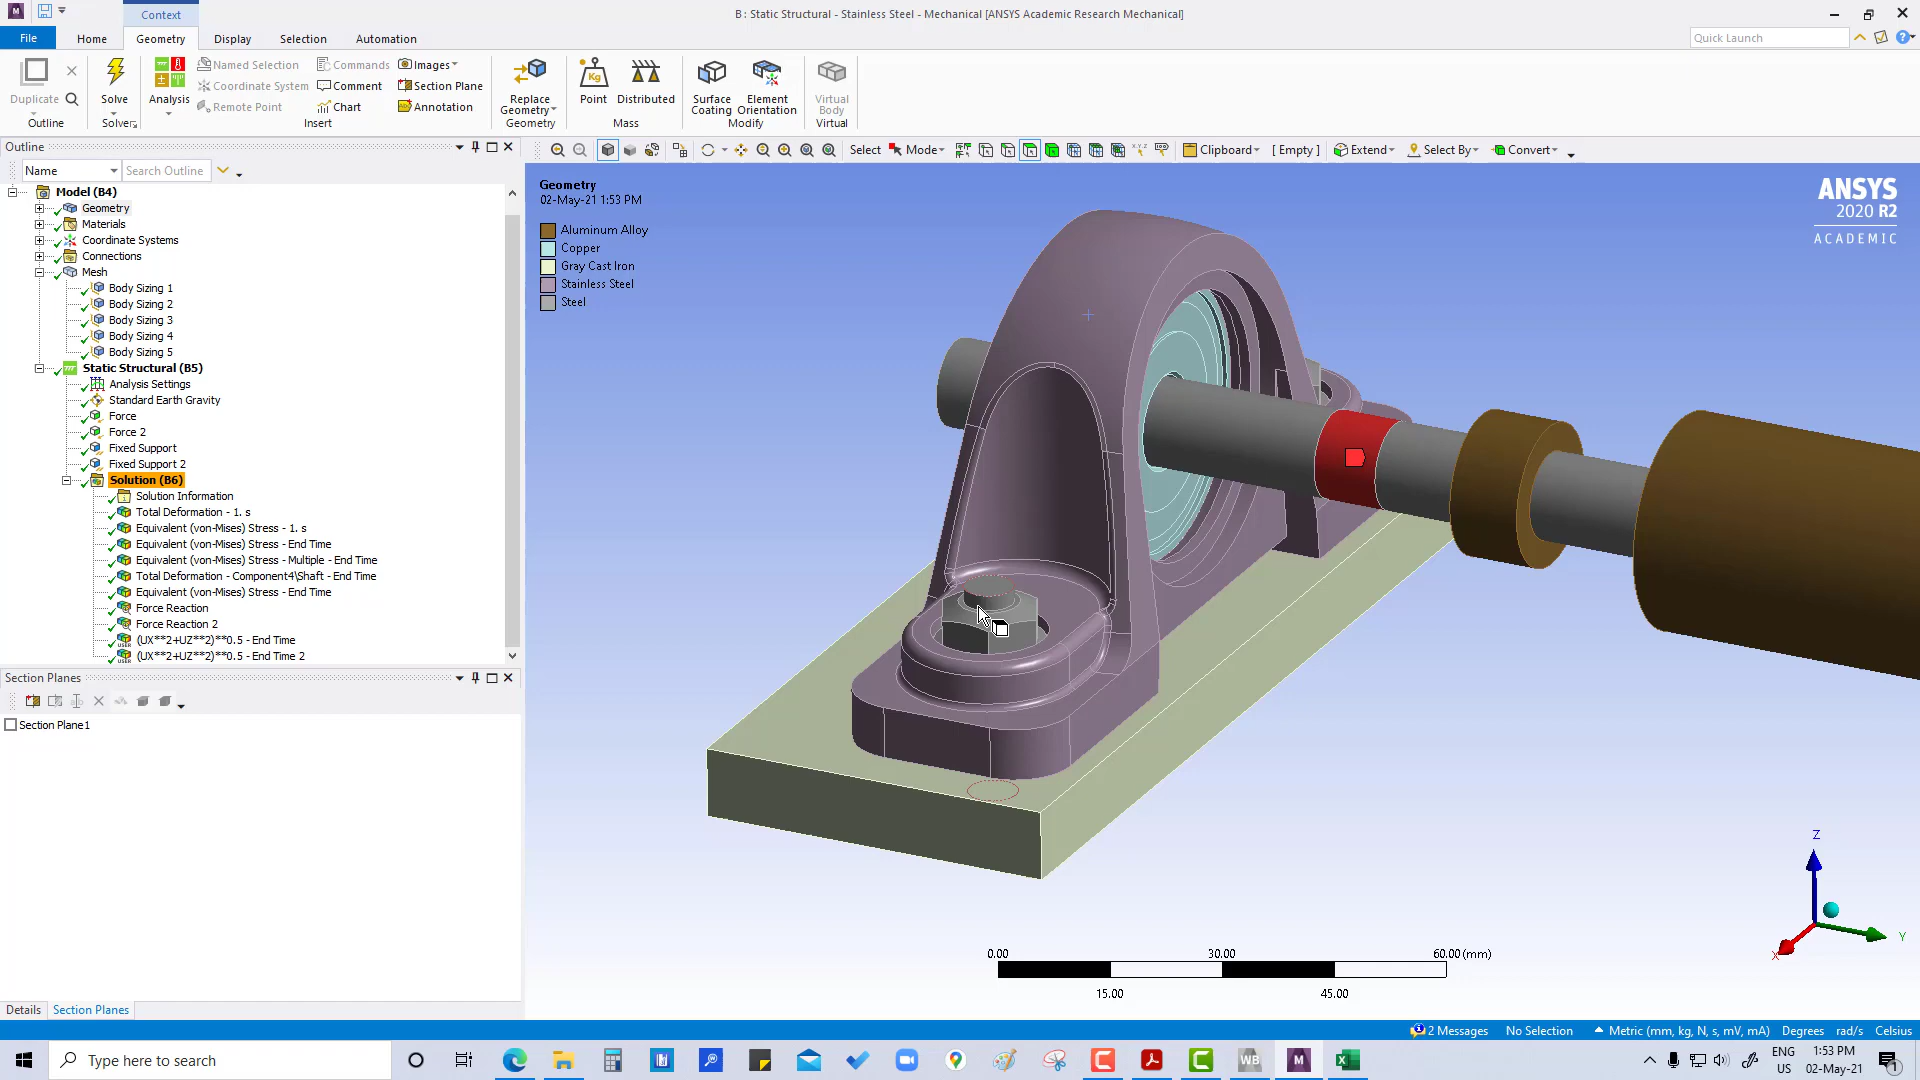 Context
B : Static Structural - Stainless Steel - Mechanical [ANSYS Academic Research Mechanical]
File
Home
Geometry
Display
Selection
Automation
Quick Launch
Duplicate
Outline
Solve
Solver
Analysis
Named Selection
Coordinate System
Remote Point
Commands
Comment
Chart
Images
Section Plane
Annotation
Insert
Replace
Geometry
Geometry
Point
Distributed
Mass
Surface
Coating
Element
Orientation
Modify
Virtual
Body
Virtual
Outline
Name
Search Outline
Select
Mode
Clipboard
[ Empty ]
Extend
Select By
Convert
Model (B4)
Geometry
Materials
Coordinate Systems
Connections
Mesh
Body Sizing 1
Body Sizing 2
Body Sizing 3
Body Sizing 4
Body Sizing 5
Static Structural (B5)
Analysis Settings
Standard Earth Gravity
Force
Force 2
Fixed Support
Fixed Support 2
Solution (B6)
Solution Information
Total Deformation - 1. s
Equivalent (von-Mises) Stress - 1. s
Equivalent (von-Mises) Stress - End Time
Equivalent (von-Mises) Stress - Multiple - End Time
Total Deformation - Component4\Shaft - End Time
Equivalent (von-Mises) Stress - End Time
Force Reaction
Force Reaction 2
(UX**2+UZ**2)**0.5 - End Time
(UX**2+UZ**2)**0.5 - End Time 2
Section Planes
Section Plane1
Details
Section Planes
Geometry
02-May-21 1:53 PM
Aluminum Alloy
Copper
Gray Cast Iron
Stainless Steel
Steel
ANSYS
2020 R2
ACADEMIC
Z
Y
X
0.00
30.00
60.00 (mm)
15.00
45.00
2 Messages
No Selection
Metric (mm, kg, N, s, mV, mA)
Degrees
rad/s
Celsius
Type here to search
ENG
US
1:53 PM
02-May-21